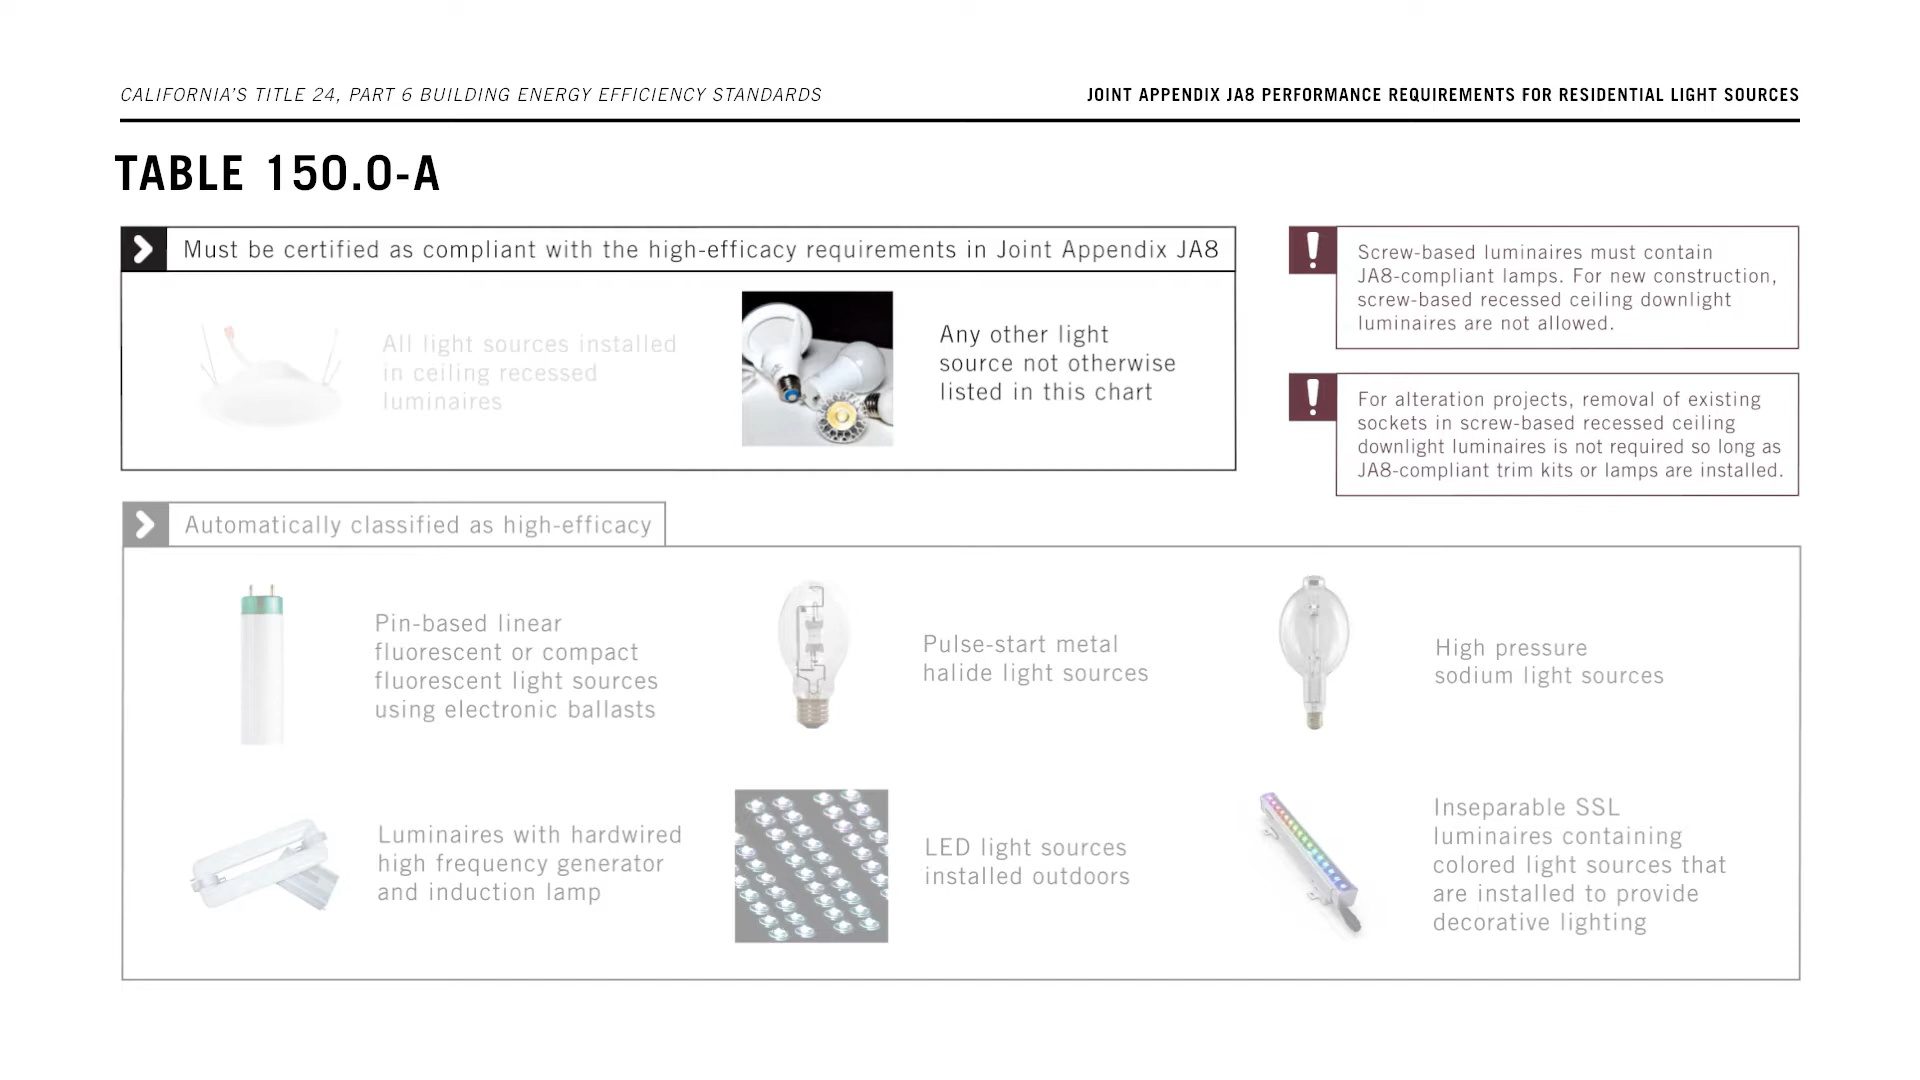 CALIFORNIA'S TITLE 24, PART 6 BUILDING ENERGY EFFICIENCY STANDARDS
JOINT APPENDIX JA8 PERFORMANCE REQUIREMENTS FOR RESIDENTIAL LIGHT SOURCES
TABLE 150.0-A
Must be certified as compliant with the high-efficacy requirements in Joint Appendix JA8
All light sources installed
in ceiling recessed
luminaires
Any other light
source not otherwise
listed in this chart
Screw-based luminaires must contain
JA8-compliant lamps. For new construction,
screw-based recessed ceiling downlight
luminaires are not allowed.
For alteration projects, removal of existing
sockets in screw-based recessed ceiling
downlight luminaires is not required so long as
JA8-compliant trim kits or lamps are installed.
Automatically classified as high-efficacy
Pin-based linear
fluorescent or compact
fluorescent light sources
using electronic ballasts
Pulse-start metal
halide light sources
High pressure
sodium light sources
Luminaires with hardwired
high frequency generator
and induction lamp
LED light sources
installed outdoors
Inseparable SSL
luminaires containing
colored light sources that
are installed to provide
decorative lighting